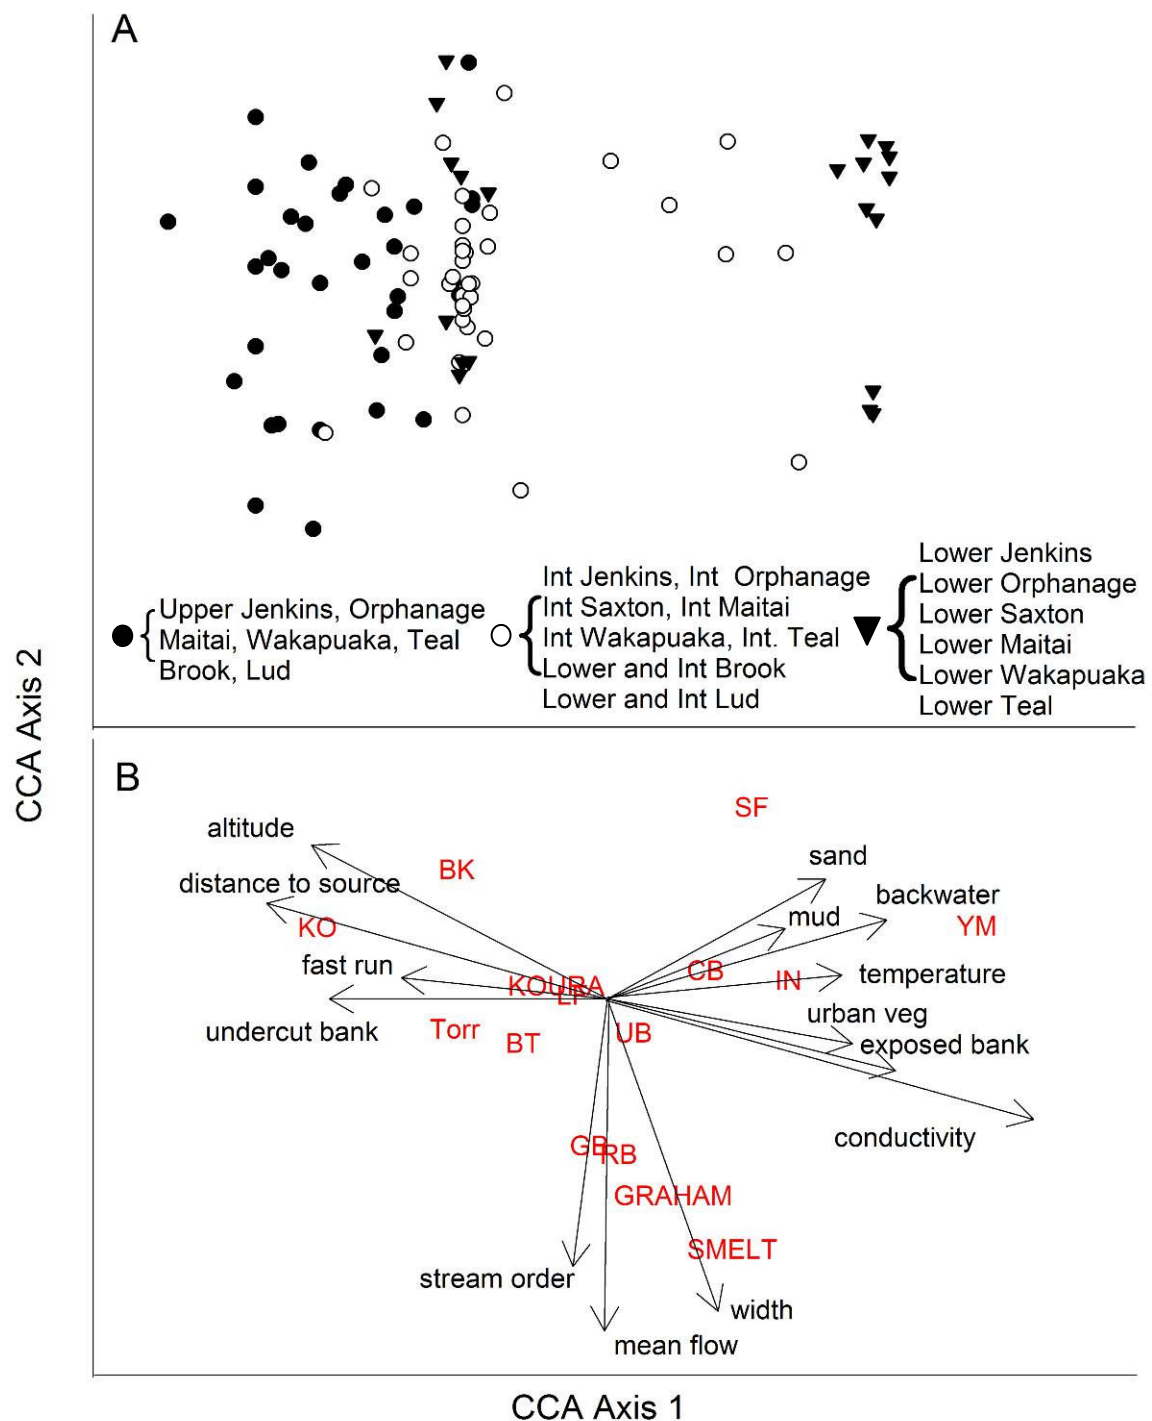 A
Upper Jenkins, Orphanage
Maitai, Wakapuaka, Teal
Brook, Lud
Int Jenkins, Int Orphanage
Int Saxton, Int Maitai
Int Wakapuaka, Int. Teal
Lower and Int Brook
Lower and Int Lud
Lower Jenkins
Lower Orphanage
Lower Saxton
Lower Maitai
Lower Wakapuaka
Lower Teal
CCA Axis 2
B
SF
altitude
sand
BK
distance to source
backwater
KO
mud
YM
fast run
CB
IN
temperature
KOURA
LF
urban veg
undercut bank
Torr
BT
UB
exposed bank
conductivity
GB
RB
GRAHAM
SMELT
stream order
width
mean flow
CCA Axis 1